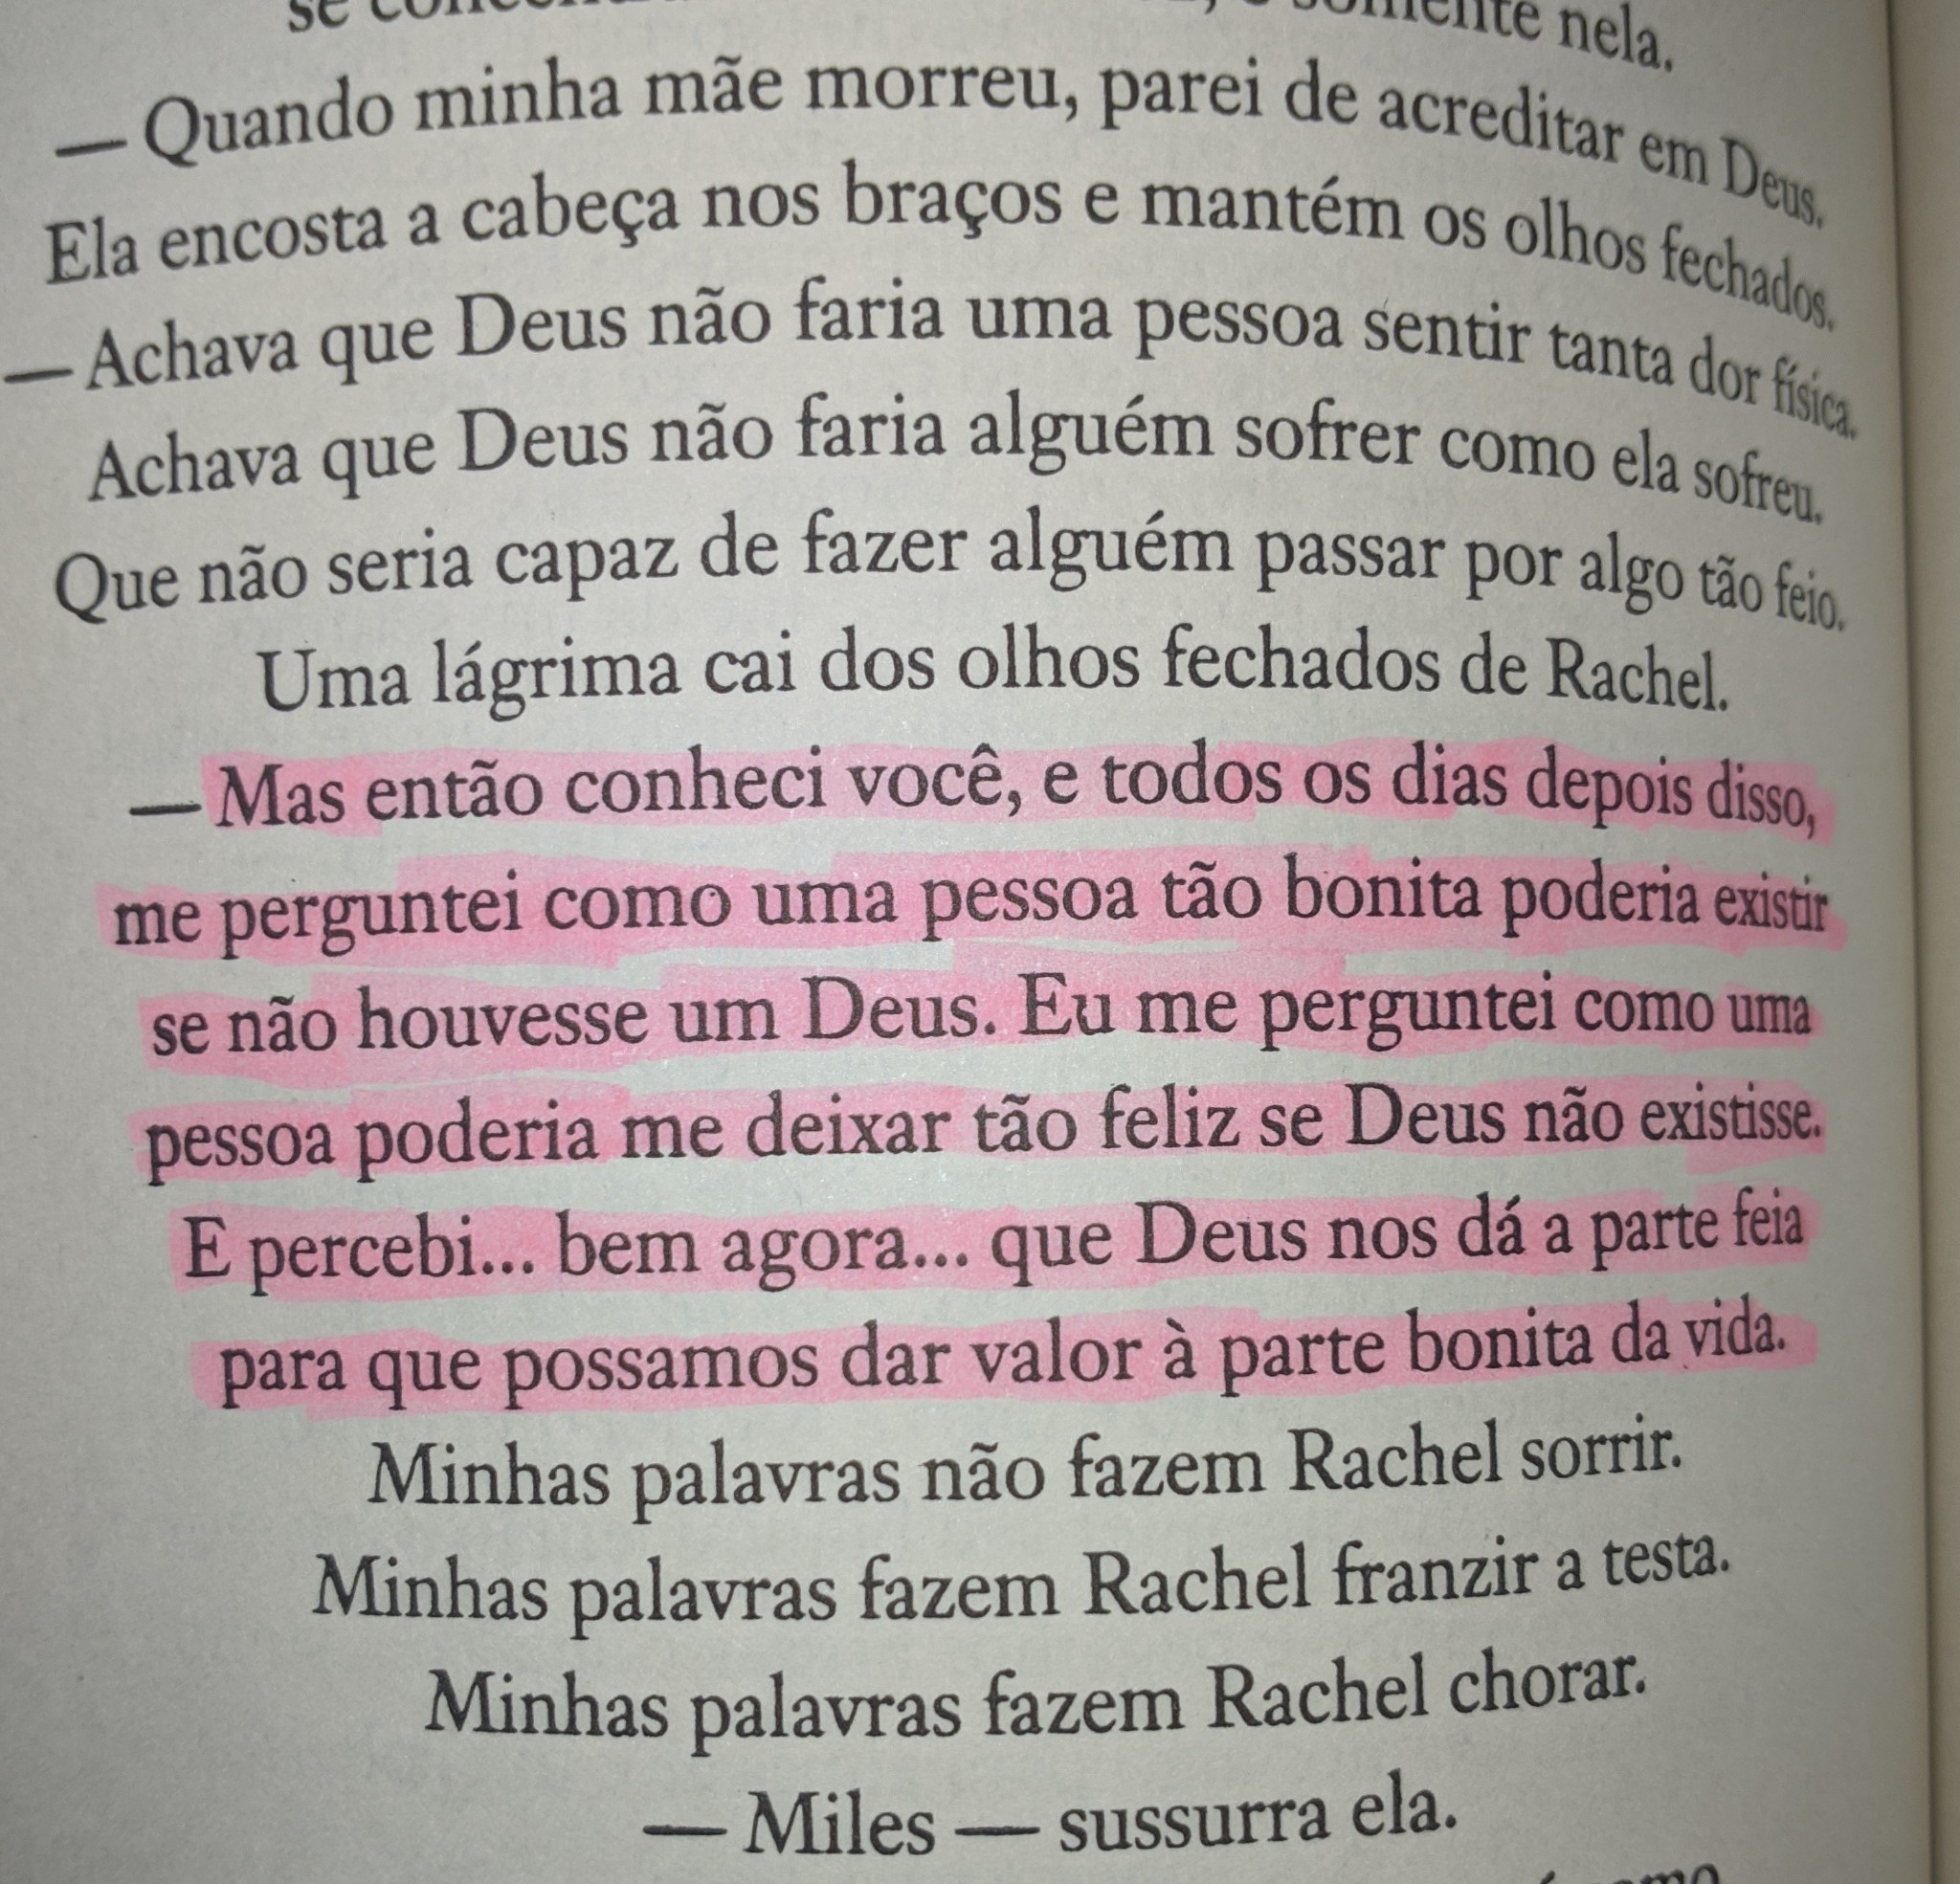 se somente nela.
— Quando minha mãe morreu, parei de acreditar em Deus.
Ela encosta a cabeça nos braços e mantém os olhos fechados.
— Achava que Deus não faria uma pessoa sentir tanta dor física.
Achava que Deus não faria alguém sofrer como ela sofreu.
Que não seria capaz de fazer alguém passar por algo tão feio.
Uma lágrima cai dos olhos fechados de Rachel.
— Mas então conheci você, e todos os dias depois disso,
me perguntei como uma pessoa tão bonita poderia existir
se não houvesse um Deus. Eu me perguntei como uma
pessoa poderia me deixar tão feliz se Deus não existisse.
E percebi... bem agora... que Deus nos dá a parte feia
para que possamos dar valor à parte bonita da vida.
Minhas palavras não fazem Rachel sorrir.
Minhas palavras fazem Rachel franzir a testa.
Minhas palavras fazem Rachel chorar.
— Miles — sussurra ela.